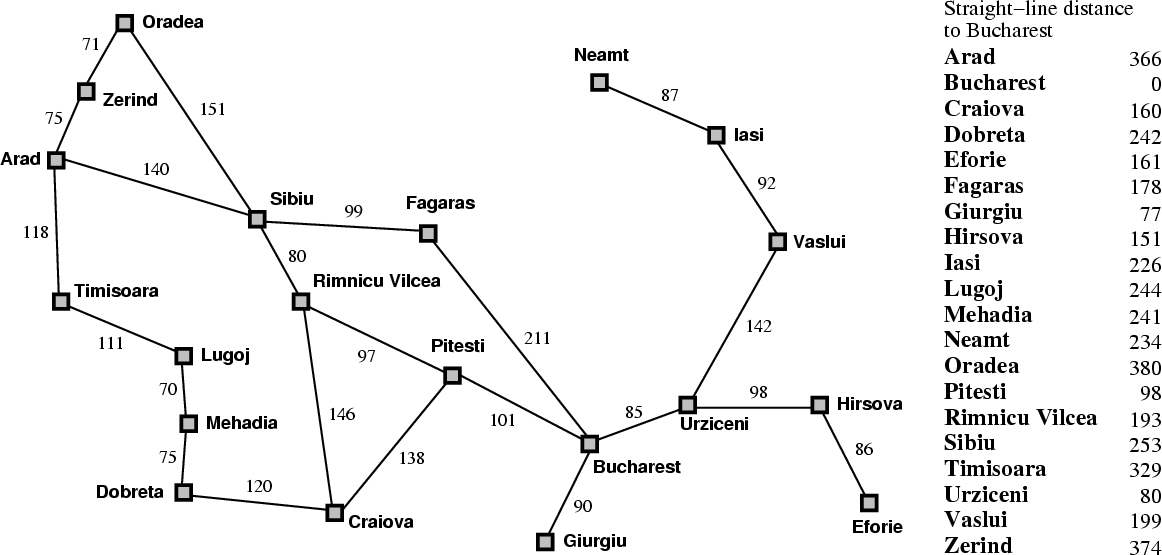 Oradea
71
Zerind
75
151
Arad
140
Sibiu
99
Fagaras
118
80
Rimnicu Vilcea
Timisoara
111
Lugoj
97
Pitesti
211
70
Mehadia
146
101
75
138
Dobreta
120
Craiova
Neamt
87
Iasi
92
Vaslui
142
85
98
Hirsova
Urziceni
Bucharest
86
90
Giurgiu
Eforie
Straight−line distance
to Bucharest
Arad 366
Bucharest 0
Craiova 160
Dobreta 242
Eforie 161
Fagaras 178
Giurgiu 77
Hirsova 151
Iasi 226
Lugoj 244
Mehadia 241
Neamt 234
Oradea 380
Pitesti 98
Rimnicu Vilcea 193
Sibiu 253
Timisoara 329
Urziceni 80
Vaslui 199
Zerind 374